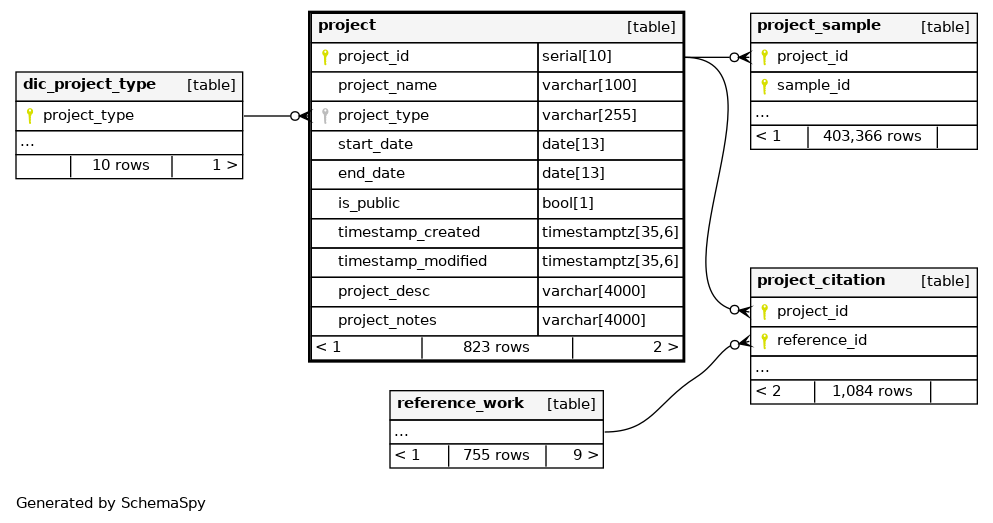 dic_project_type [table]
project_type
...
10 rows 1 >
project [table]
project_id serial[10]
project_name varchar[100]
project_type varchar[255]
start_date date[13]
end_date date[13]
is_public bool[1]
timestamp_created timestamptz[35,6]
timestamp_modified timestamptz[35,6]
project_desc varchar[4000]
project_notes varchar[4000]
< 1 823 rows 2 >
project_sample [table]
project_id
sample_id
...
< 1 403,366 rows
project_citation [table]
project_id
reference_id
...
< 2 1,084 rows
reference_work [table]
...
< 1 755 rows 9 >
Generated by SchemaSpy